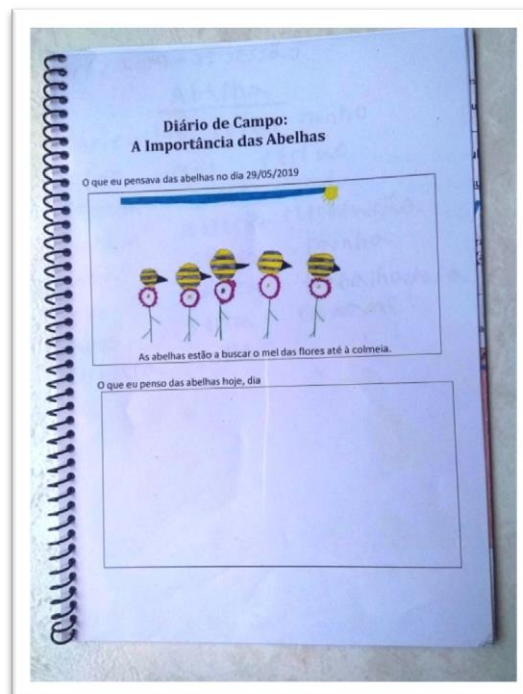 Diário de Campo:
A Importância das Abelhas
O que eu pensava das abelhas no dia 29/05/2019
As abelhas estão a buscar o mel das flores até à colmeia.
O que eu penso das abelhas hoje, dia